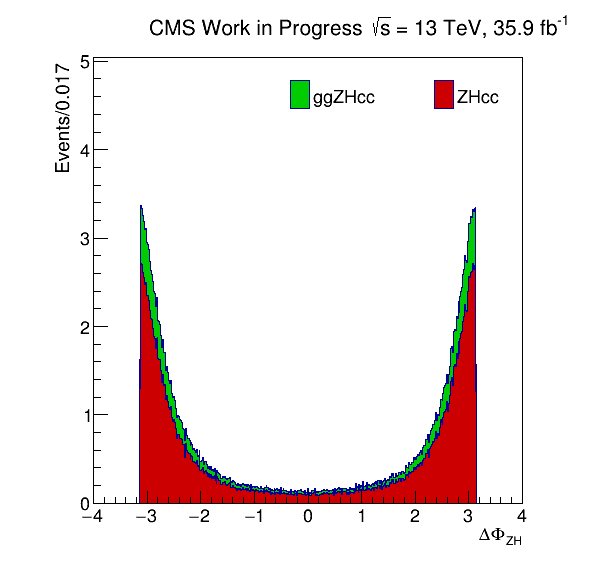 CMS Work in Progress √s = 13 TeV, 35.9 fb⁻¹
Events/0.017
ggZHcc ZHcc
5
4
3
2
1
0
−4 −3 −2 −1 0 1 2 3 4
ΔΦ_ZH